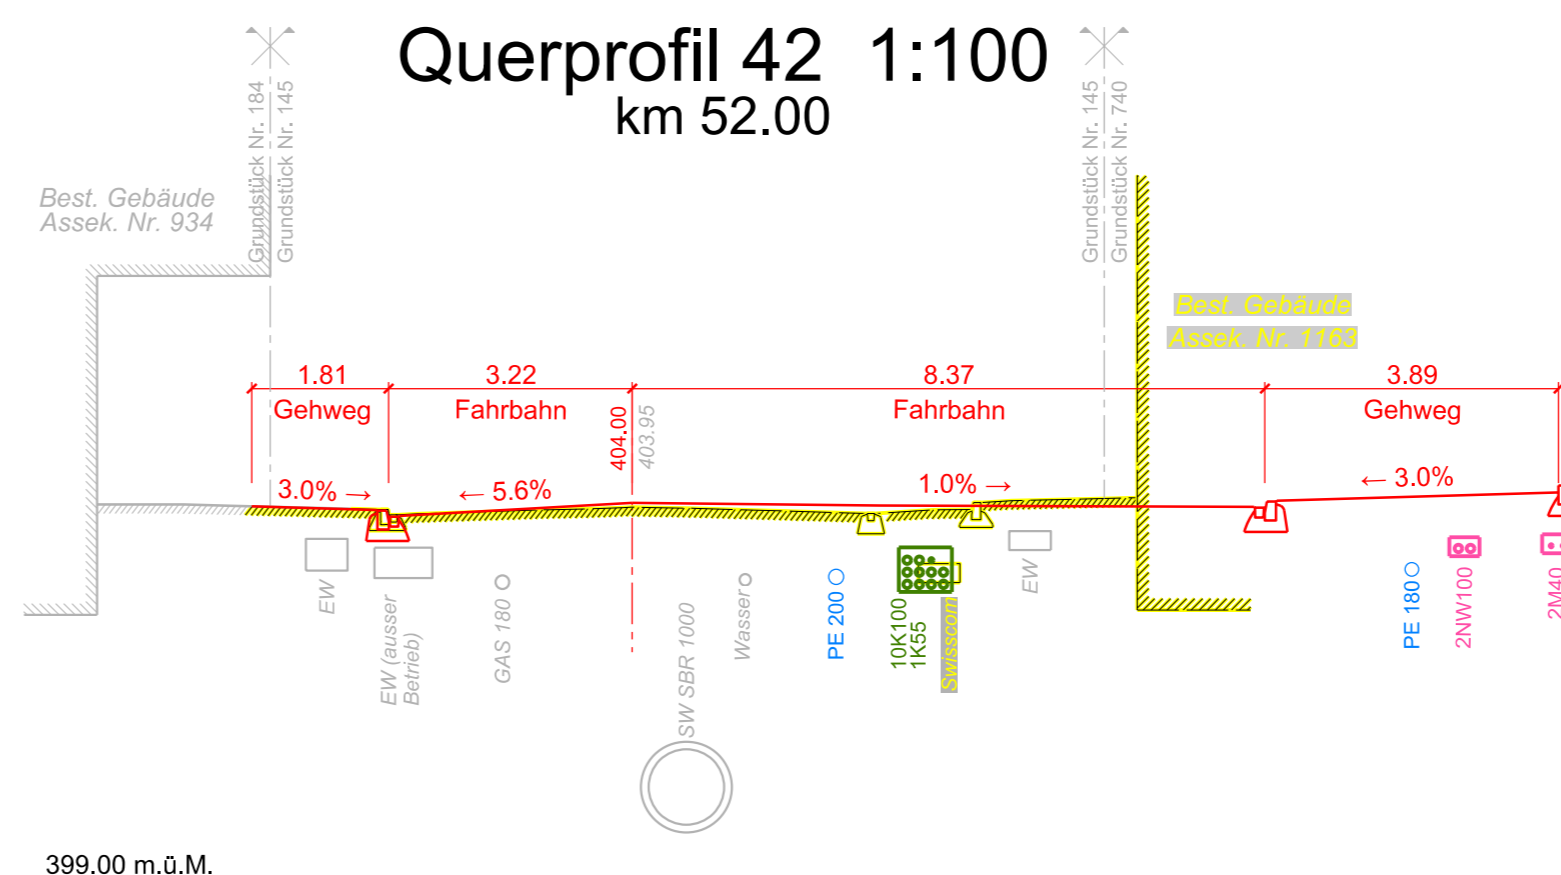 Querprofil 42 1:100
km 52.00
Grundstück Nr. 184
Grundstück Nr. 145
Grundstück Nr. 145
Grundstück Nr. 740
Best. Gebäude
Assek. Nr. 934
Best. Gebäude
Assek. Nr. 1163
1.81
3.22
8.37
3.89
Gehweg
Fahrbahn
Fahrbahn
Gehweg
404.00
403.95
3.0% →
← 5.6%
1.0% →
← 3.0%
EW
EW (ausser
Betrieb)
GAS 180
SW SBR 1000
Wasser
PE 200
10K100
1K55
Swisscom
EW
PE 180
2NW100
2M40
399.00 m.ü.M.